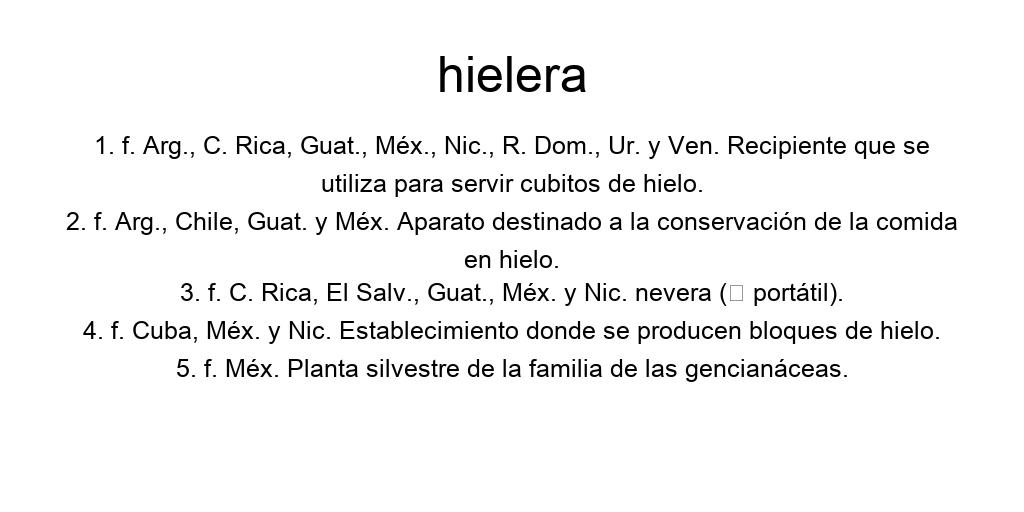 hielera
1. f. Arg., C. Rica, Guat., Méx., Nic., R. Dom., Ur. y Ven. Recipiente que se
utiliza para servir cubitos de hielo.
2. f. Arg., Chile, Guat. y Méx. Aparato destinado a la conservación de la comida
en hielo.
3. f. C. Rica, El Salv., Guat., Méx. y Nic. nevera (▯ portátil).
4. f. Cuba, Méx. y Nic. Establecimiento donde se producen bloques de hielo.
5. f. Méx. Planta silvestre de la familia de las gencianáceas.